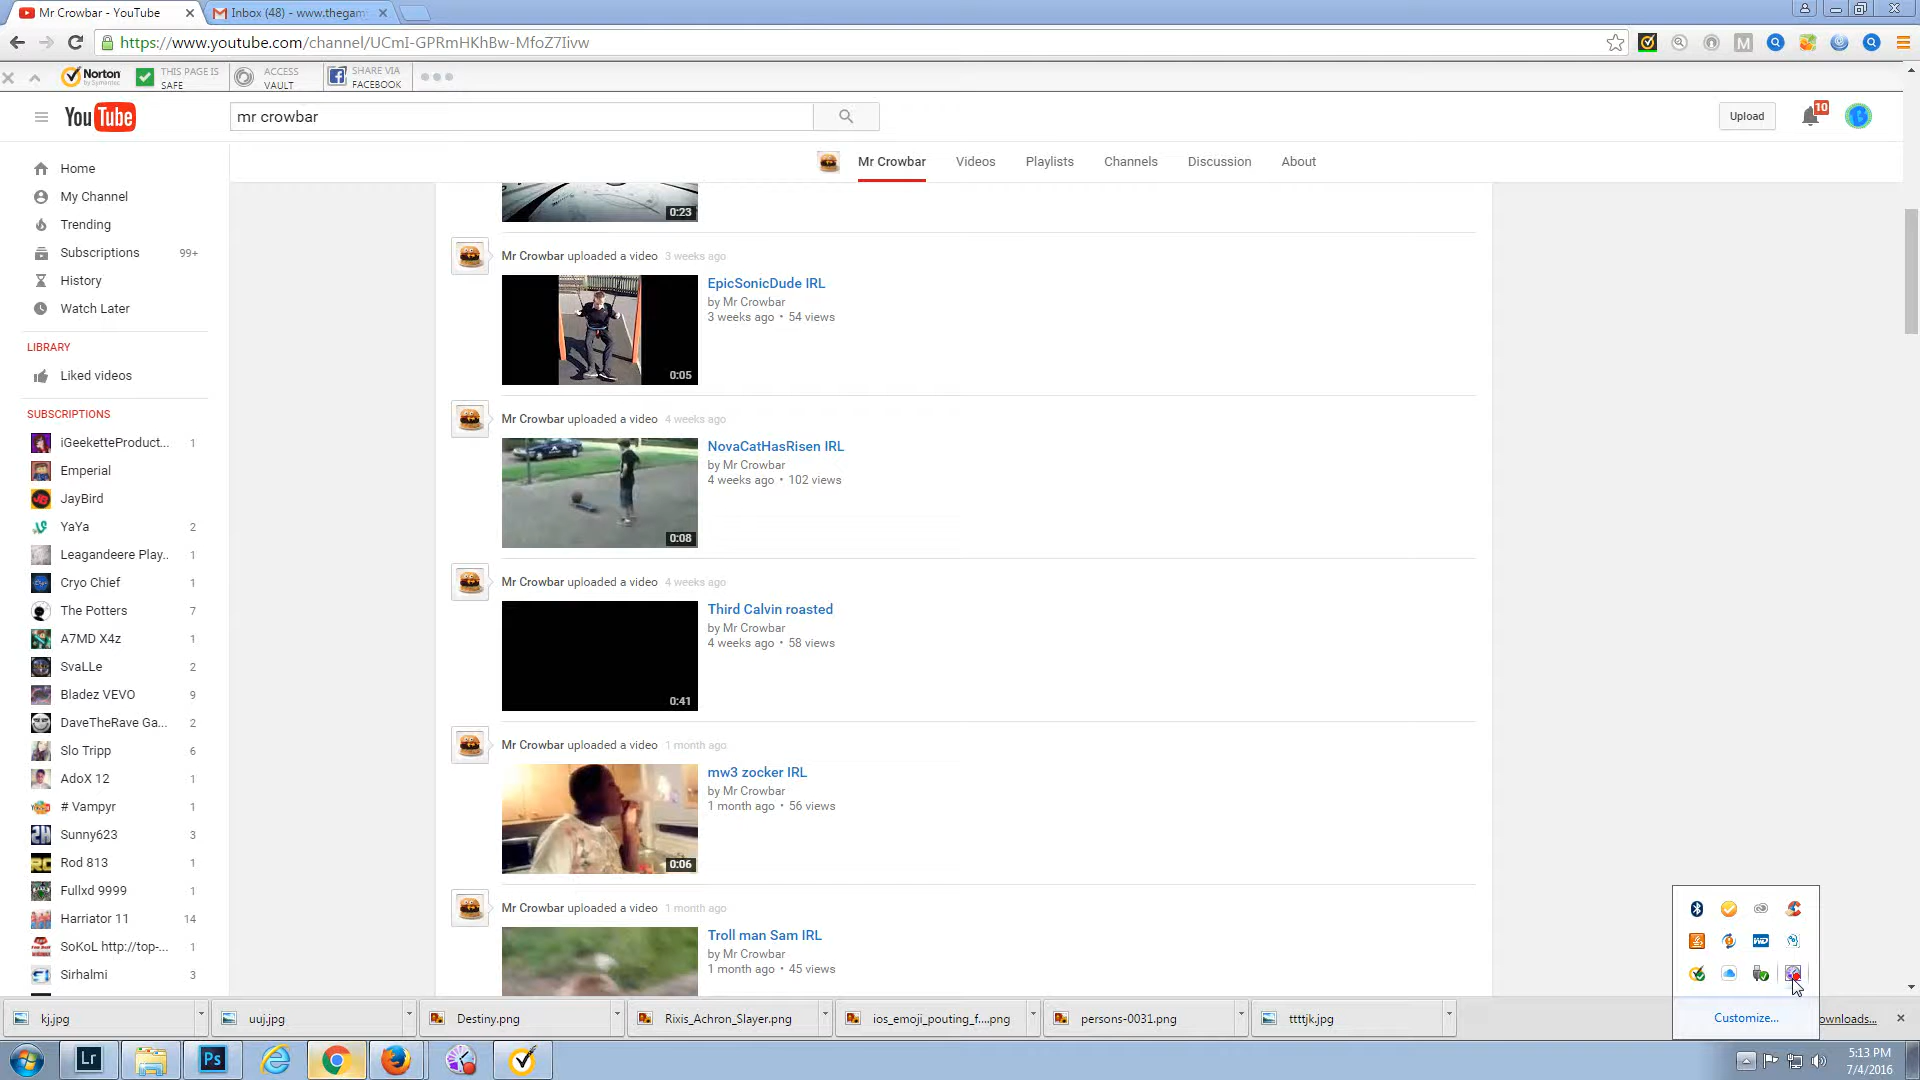 Mr Crowbar - YouTube
Inbox (48) - www.thegam
https://www.youtube.com/channel/UCmI-GPRmHKhBw-MfoZ7Iivw
Norton
by Symantec
THIS PAGE IS
SAFE
ACCESS
VAULT
SHARE VIA
FACEBOOK
YouTube
mr crowbar
Upload
10
Mr Crowbar
Videos
Playlists
Channels
Discussion
About
Home
My Channel
Trending
Subscriptions 99+
History
Watch Later
LIBRARY
Liked videos
SUBSCRIPTIONS
iGeeketteProduct... 1
Emperial
JayBird
YaYa 2
Leagandeere Play.. 1
Cryo Chief 1
The Potters 7
A7MD X4z 1
SvaLLe 2
Bladez VEVO 9
DaveTheRave Ga... 2
Slo Tripp 6
AdoX 12 1
# Vampyr 1
Sunny623 3
Rod 813 1
Fullxd 9999 1
Harriator 11 14
SoKoL http://top-... 1
Sirhalmi 3
0:23
Mr Crowbar uploaded a video 3 weeks ago
EpicSonicDude IRL
by Mr Crowbar
3 weeks ago • 54 views
0:05
Mr Crowbar uploaded a video 4 weeks ago
NovaCatHasRisen IRL
by Mr Crowbar
4 weeks ago • 102 views
0:08
Mr Crowbar uploaded a video 4 weeks ago
Third Calvin roasted
by Mr Crowbar
4 weeks ago • 58 views
0:41
Mr Crowbar uploaded a video 1 month ago
mw3 zocker IRL
by Mr Crowbar
1 month ago • 56 views
0:06
Mr Crowbar uploaded a video 1 month ago
Troll man Sam IRL
by Mr Crowbar
1 month ago • 45 views
WD
Customize...
kj.jpg
uuj.jpg
Destiny.png
Rixis_Achron_Slayer.png
ios_emoji_pouting_f....png
persons-0031.png
ttttjk.jpg
ownloads...
Lr
Ps
5:13 PM
7/4/2016